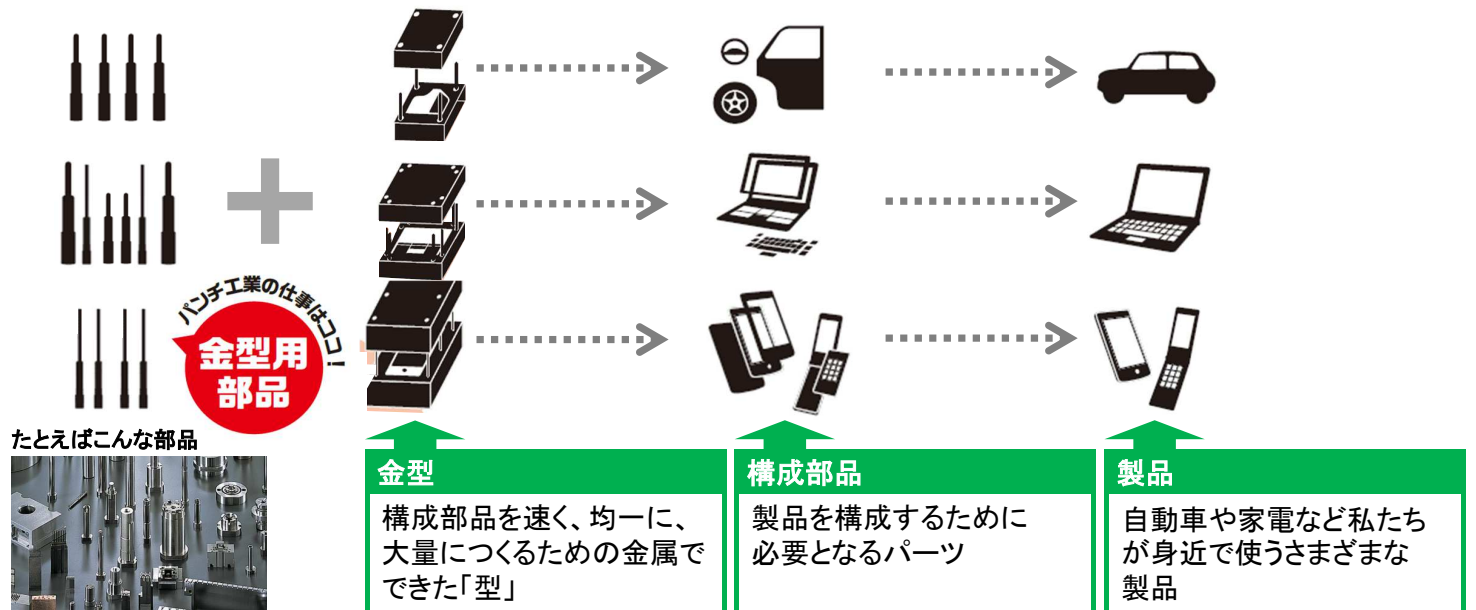 パンチ工業の仕事はココ！
金型用
部品
たとえばこんな部品
金型
構成部品を速く、均一に、
大量につくるための金属で
できた「型」
構成部品
製品を構成するために
必要となるパーツ
製品
自動車や家電など私たち
が身近で使うさまざまな
製品